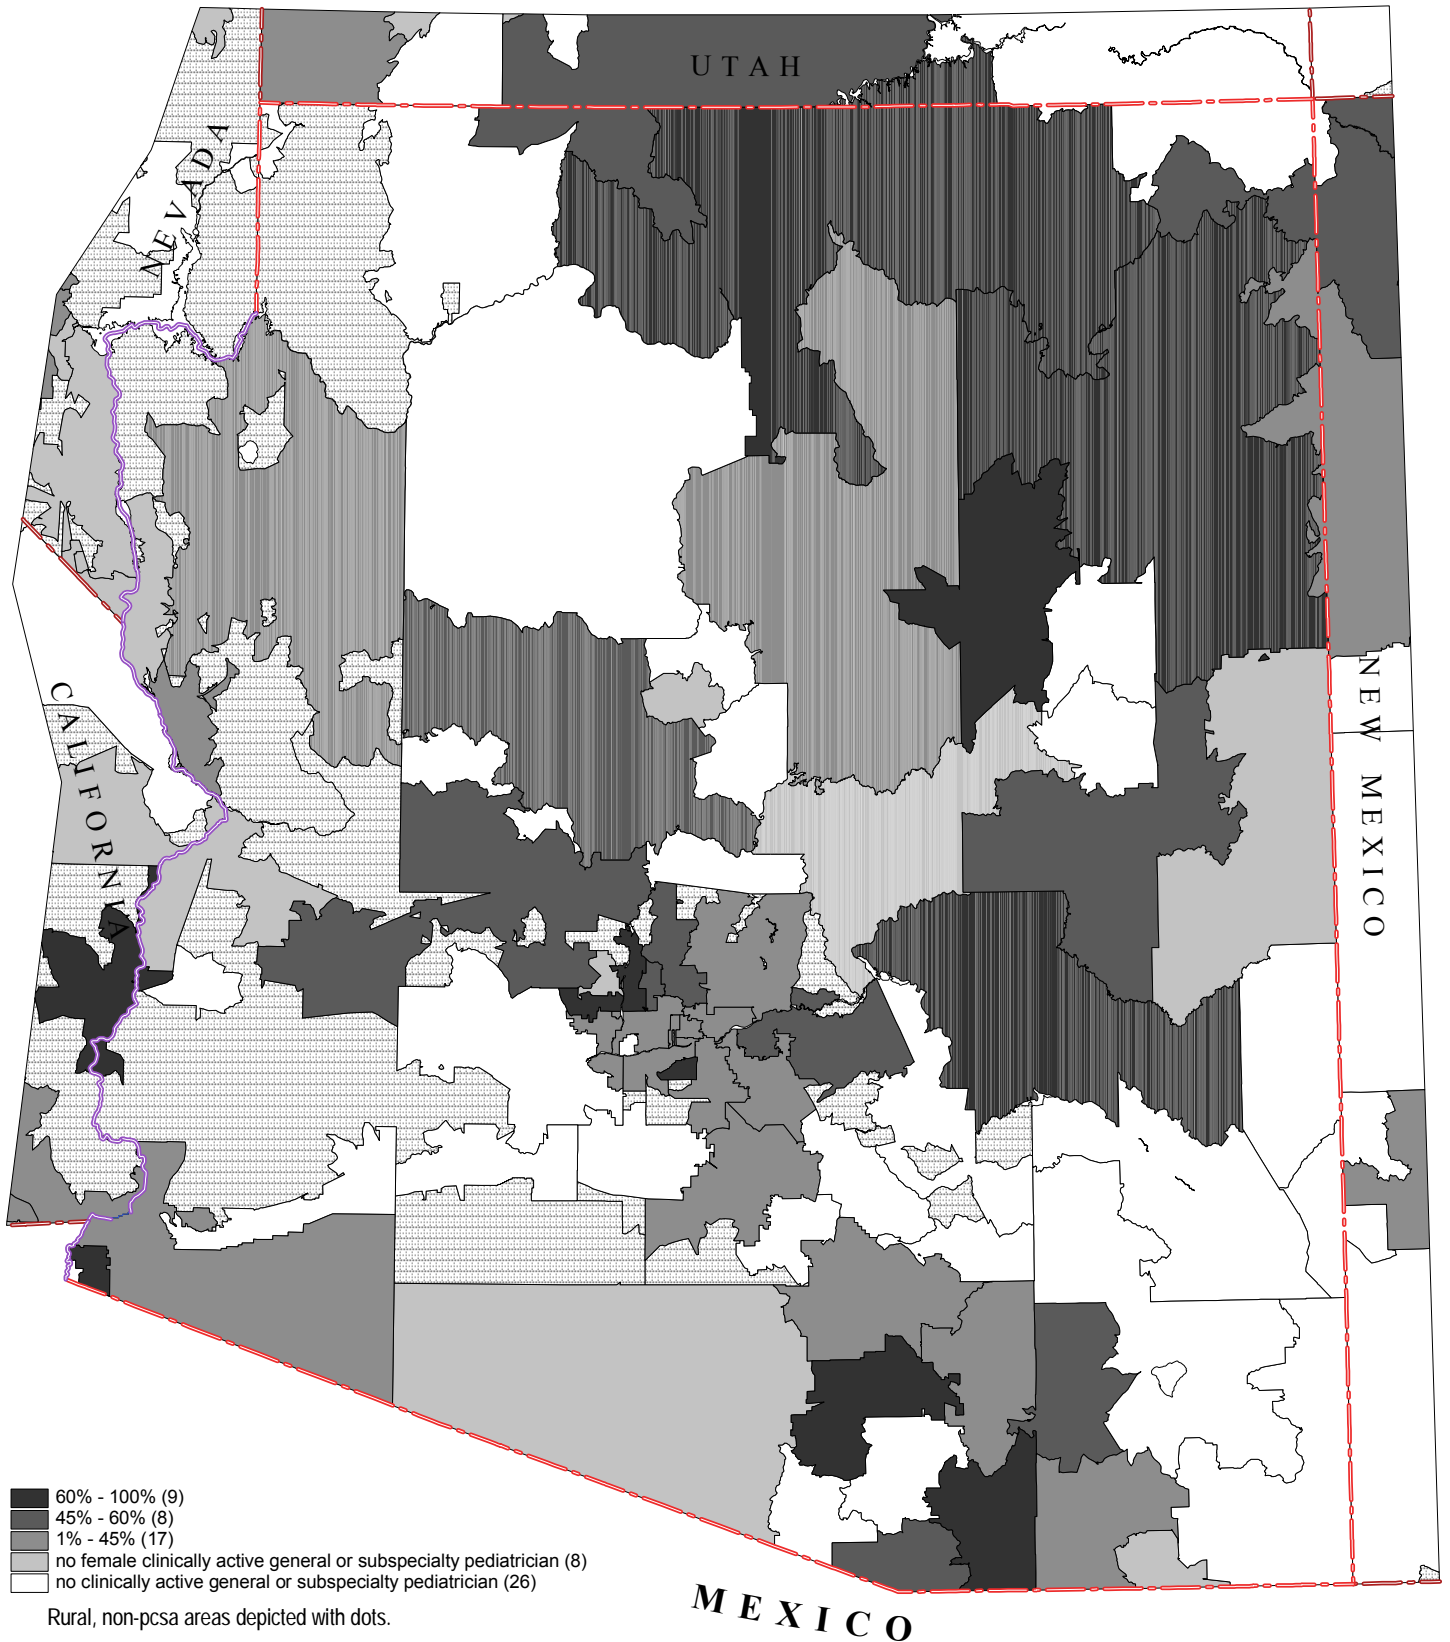 UTAH
NEVADA
CALIFORNIA
NEW MEXICO
60% - 100% (9)
45% - 60% (8)
1% - 45% (17)
no female clinically active general or subspecialty pediatrician (8)
no clinically active general or subspecialty pediatrician (26)
Rural, non-pcsa areas depicted with dots.
MEXICO